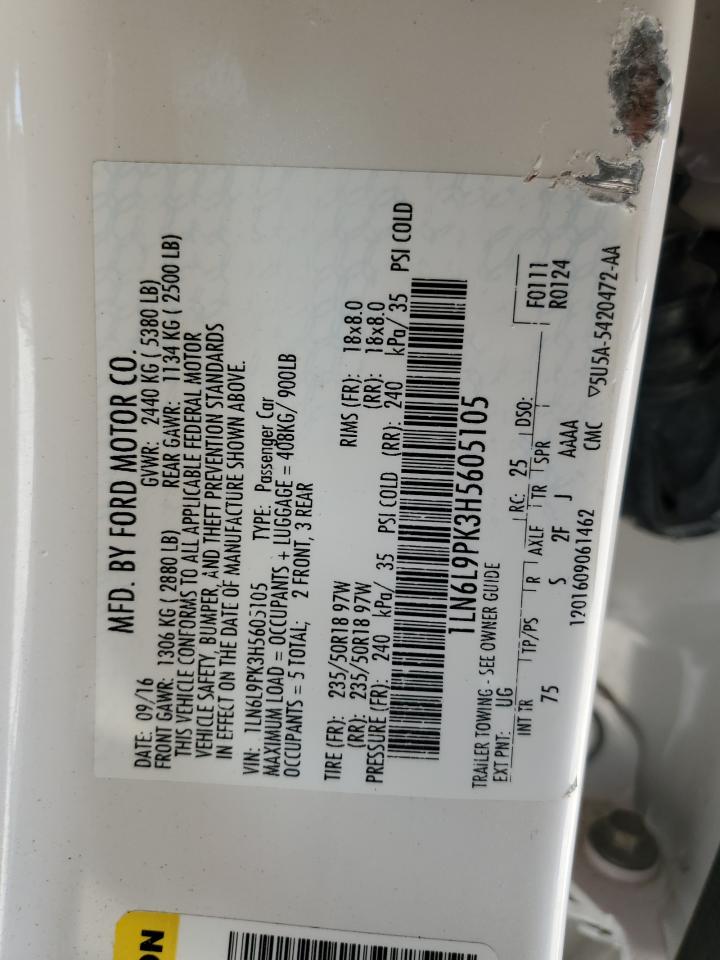 MFD. BY FORD MOTOR CO.
DATE: 09/16 GVWR: 2440 KG ( 5380 LB)
FRONT GAWR: 1306 KG ( 2880 LB) REAR GAWR: 1134 KG ( 2500 LB)
THIS VEHICLE CONFORMS TO ALL APPLICABLE FEDERAL MOTOR
VEHICLE SAFETY, BUMPER, AND THEFT PREVENTION STANDARDS
IN EFFECT ON THE DATE OF MANUFACTURE SHOWN ABOVE.
VIN: 1LN6L9PK3H5605105 TYPE: Passenger Car
MAXIMUM LOAD = OCCUPANTS + LUGGAGE = 408KG/ 900LB
OCCUPANTS = 5 TOTAL; 2 FRONT, 3 REAR
TIRE (FR): 235/50R18 97W RIMS (FR): 18x8.0
(RR): 235/50R18 97W (RR): 18x8.0
PRESSURE (FR): 240 kPa/ 35 PSI COLD (RR): 240 kPa/ 35 PSI COLD
1LN6L9PK3H5605105
TRAILER TOWING - SEE OWNER GUIDE
EXT PNT: UG RC: 25 DSO:
INT TR TP/PS R AXLE TR SPR F0111
75 S 2F J AAAA R0124
1201609061462 CMC ▽5U5A-5420472-AA
ON